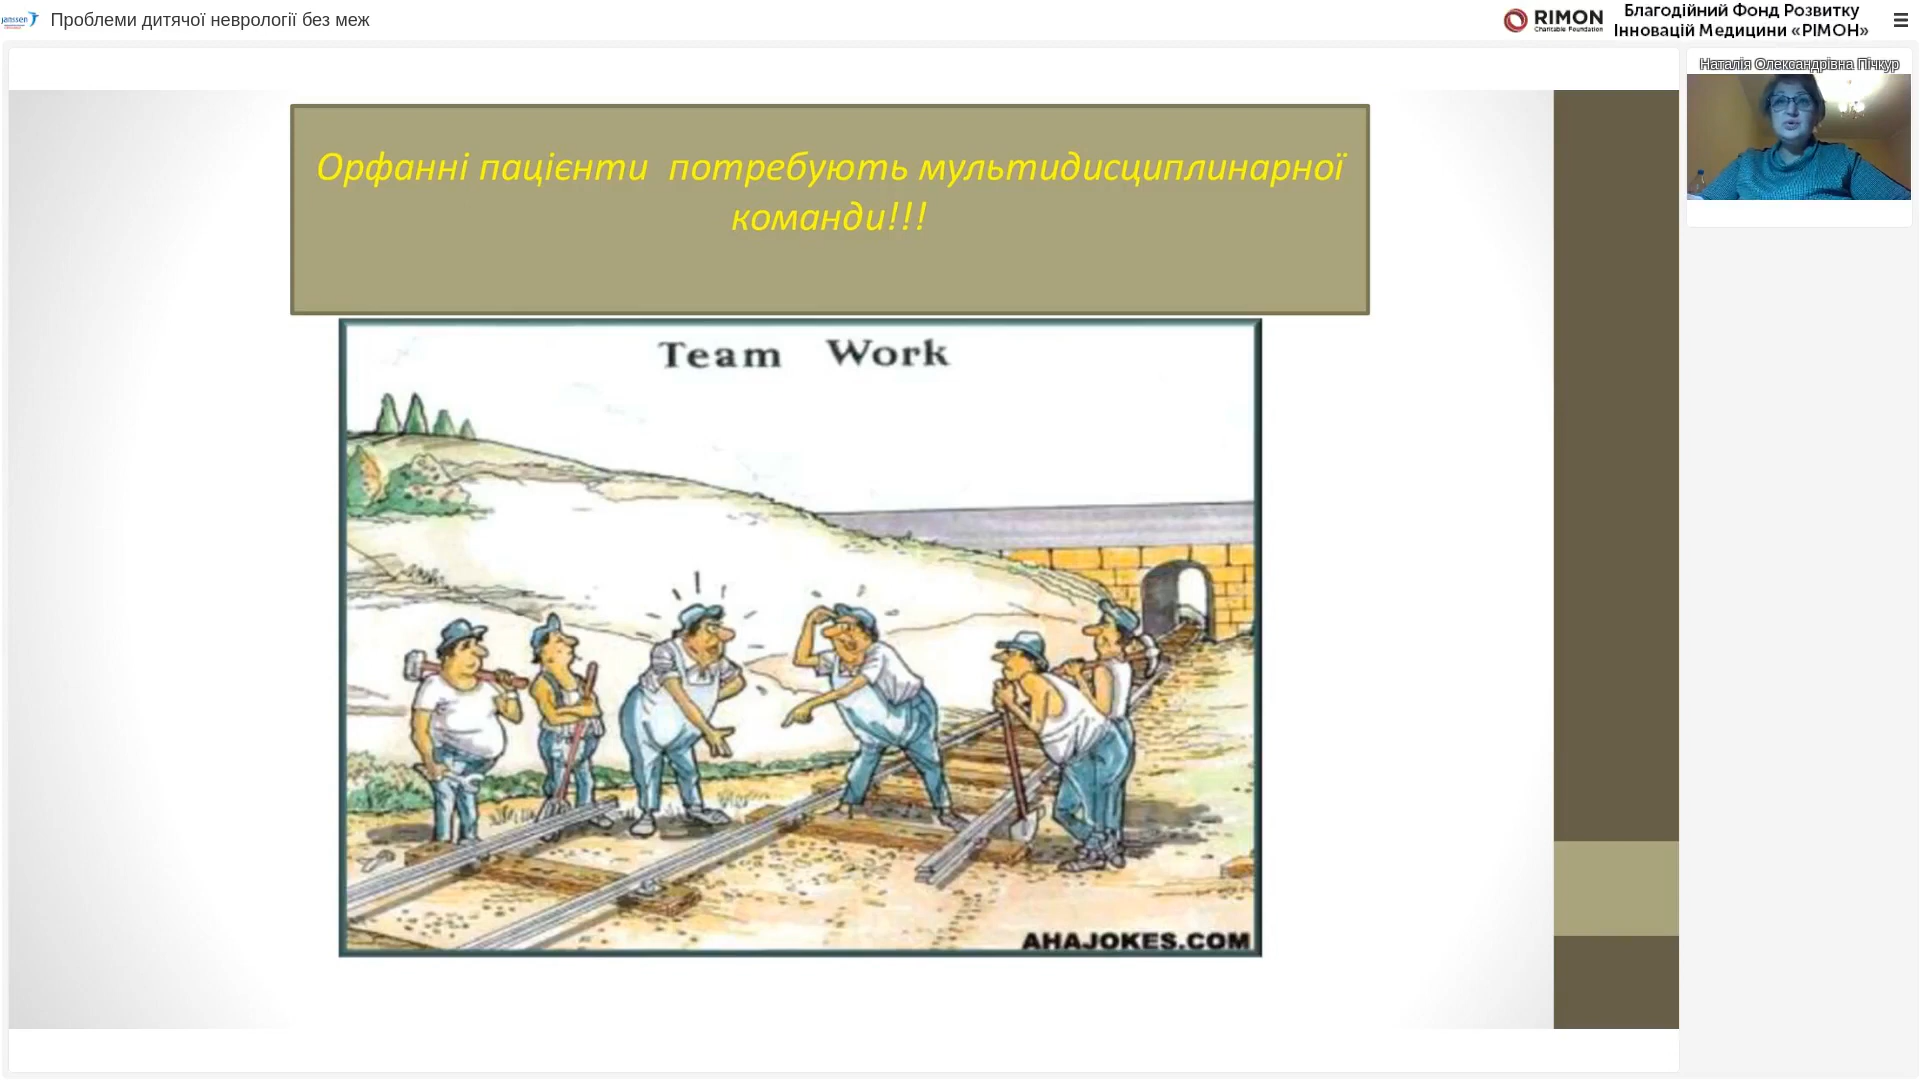 janssen
Проблеми дитячої неврології без меж
RIMON
Charitable Foundation
Благодійний Фонд Розвитку
Інновацій Медицини «РІМОН»
Наталія Олександрівна Пічкур
Орфанні пацієнти потребують мультидисциплинарної
команди!!!
Team Work
AHAJOKES.COM